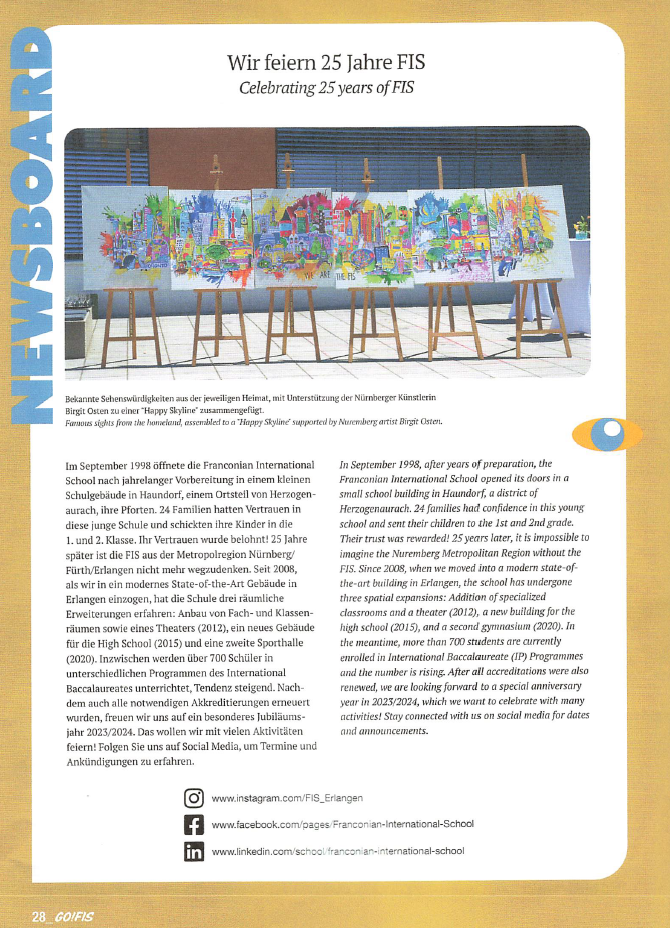 NEWSBOARD
Wir feiern 25 Jahre FIS
Celebrating 25 years of FIS
WE ARE THE FIS
Bekannte Sehenswürdigkeiten aus der jeweiligen Heimat, mit Unterstützung der Nürnberger Künstlerin
Birgit Osten zu einer "Happy Skyline" zusammengefügt.
Famous sights from the homeland, assembled to a "Happy Skyline" supported by Nuremberg artist Birgit Osten.
Im September 1998 öffnete die Franconian International
School nach jahrelanger Vorbereitung in einem kleinen
Schulgebäude in Haundorf, einem Ortsteil von Herzogen-
aurach, ihre Pforten. 24 Familien hatten Vertrauen in
diese junge Schule und schickten ihre Kinder in die
1. und 2. Klasse. Ihr Vertrauen wurde belohnt! 25 Jahre
später ist die FIS aus der Metropolregion Nürnberg/
Fürth/Erlangen nicht mehr wegzudenken. Seit 2008,
als wir in ein modernes State-of-the-Art Gebäude in
Erlangen einzogen, hat die Schule drei räumliche
Erweiterungen erfahren: Anbau von Fach- und Klassen-
räumen sowie eines Theaters (2012), ein neues Gebäude
für die High School (2015) und eine zweite Sporthalle
(2020). Inzwischen werden über 700 Schüler in
unterschiedlichen Programmen des International
Baccalaureates unterrichtet, Tendenz steigend. Nach-
dem auch alle notwendigen Akkreditierungen erneuert
wurden, freuen wir uns auf ein besonderes Jubiläums-
jahr 2023/2024. Das wollen wir mit vielen Aktivitäten
feiern! Folgen Sie uns auf Social Media, um Termine und
Ankündigungen zu erfahren.
In September 1998, after years of preparation, the
Franconian International School opened its doors in a
small school building in Haundorf, a district of
Herzogenaurach. 24 families had confidence in this young
school and sent their children to the 1st and 2nd grade.
Their trust was rewarded! 25 years later, it is impossible to
imagine the Nuremberg Metropolitan Region without the
FIS. Since 2008, when we moved into a modern state-of-
the-art building in Erlangen, the school has undergone
three spatial expansions: Addition of specialized
classrooms and a theater (2012), a new building for the
high school (2015), and a second gymnasium (2020). In
the meantime, more than 700 students are currently
enrolled in International Baccalaureate (IP) Programmes
and the number is rising. After all accreditations were also
renewed, we are looking forward to a special anniversary
year in 2023/2024, which we want to celebrate with many
activities! Stay connected with us on social media for dates
and announcements.
www.instagram.com/FIS_Erlangen
www.facebook.com/pages/Franconian-International-School
www.linkedin.com/school/franconian-international-school
28_GO!FIS